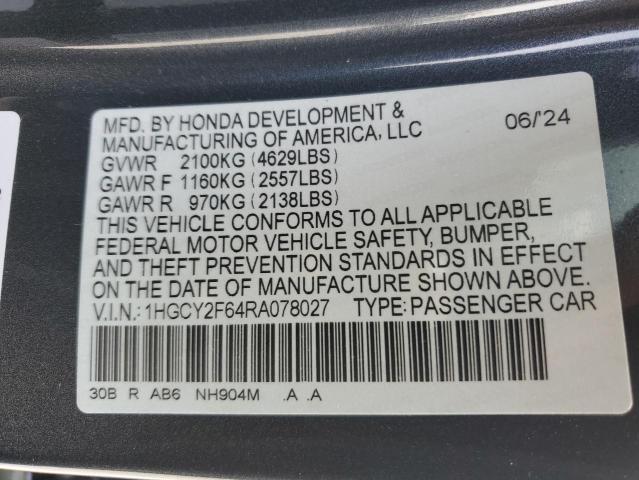 MFD. BY HONDA DEVELOPMENT &
MANUFACTURING OF AMERICA, LLC 06/'24
GVWR 2100KG (4629LBS)
GAWR F 1160KG (2557LBS)
GAWR R 970KG (2138LBS)
THIS VEHICLE CONFORMS TO ALL APPLICABLE
FEDERAL MOTOR VEHICLE SAFETY, BUMPER,
AND THEFT PREVENTION STANDARDS IN EFFECT
ON THE DATE OF MANUFACTURE SHOWN ABOVE.
V.I.N.:1HGCY2F64RA078027 TYPE:PASSENGER CAR
30B R AB6 NH904M .A .A